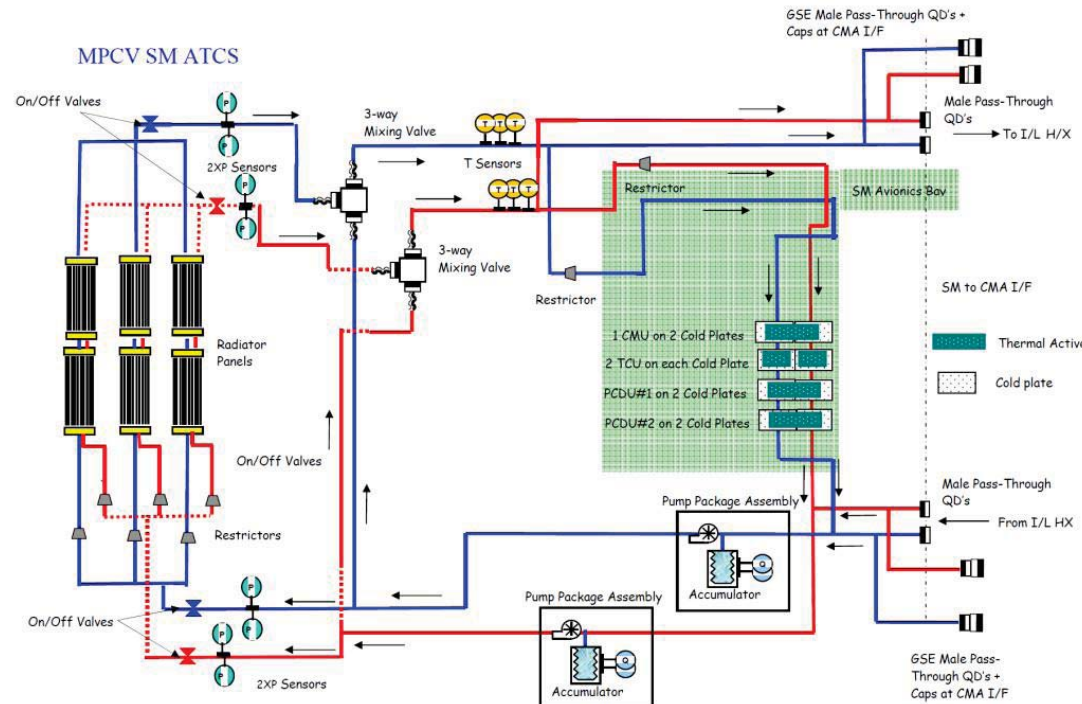 MPCV SM ATCS
GSE Male Pass-Through QD's +
Caps at CMA I/F
On/Off Valves
P
P
2XP Sensors
P
P
3-way
Mixing Valve
T T T
T Sensors
T T T
Male Pass-Through
QD's
To I/L H/X
Restrictor
SM Avionics Bay
3-way
Mixing Valve
Restrictor
SM to CMA I/F
Radiator
Panels
1 CMU on 2 Cold Plates
2 TCU on each Cold Plate
PCDU#1 on 2 Cold Plates
PCDU#2 on 2 Cold Plates
Thermal Active
Cold plate
On/Off Valves
Restrictors
Pump Package Assembly
Accumulator
Male Pass-Through
QD's
From I/L HX
On/Off Valves
P
P
P
P
2XP Sensors
Pump Package Assembly
Accumulator
GSE Male Pass-
Through QD's +
Caps at CMA I/F